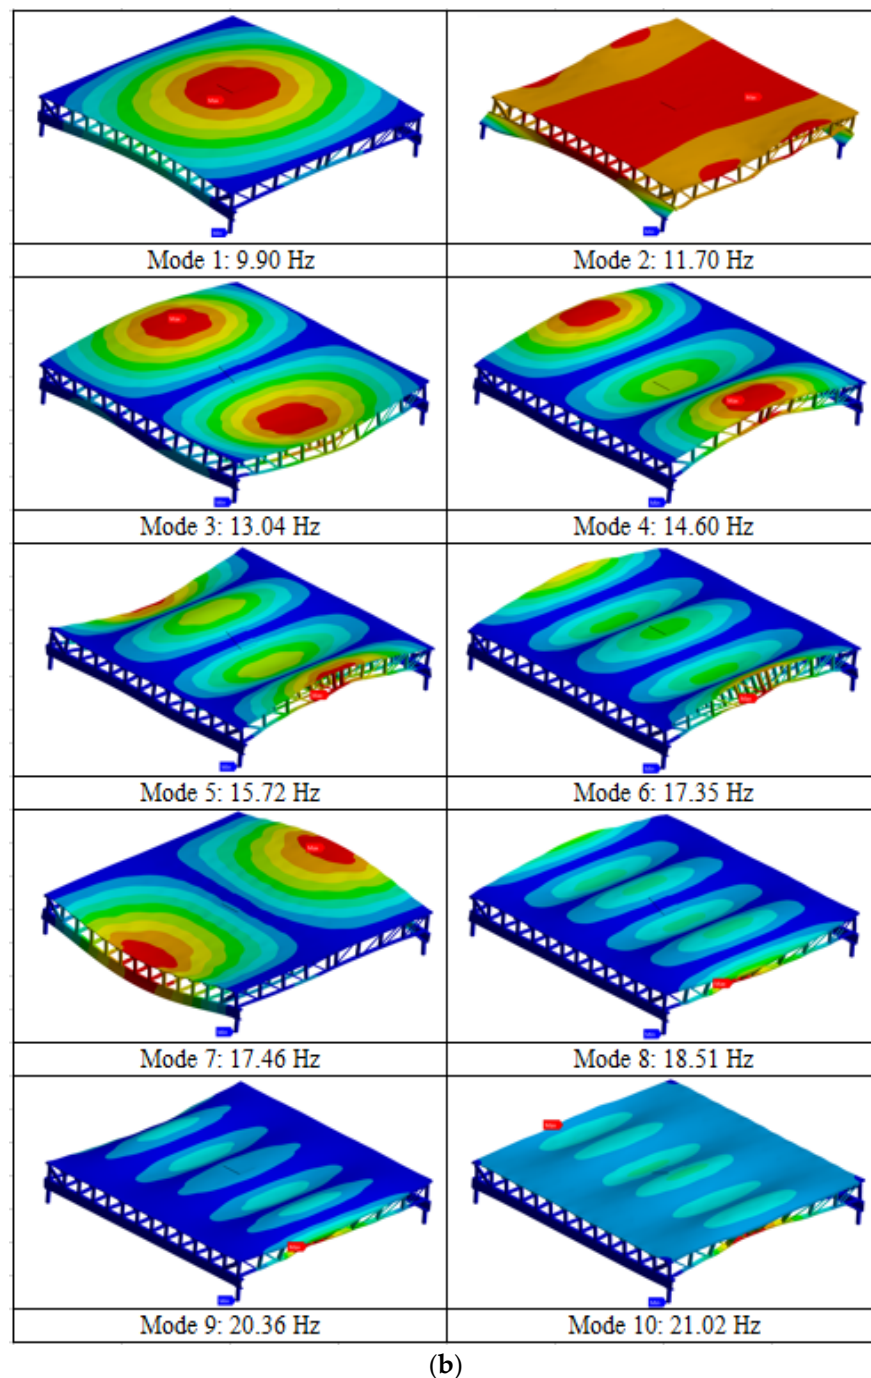 Mode 1: 9.90 Hz
Mode 2: 11.70 Hz
Mode 3: 13.04 Hz
Mode 4: 14.60 Hz
Mode 5: 15.72 Hz
Mode 6: 17.35 Hz
Mode 7: 17.46 Hz
Mode 8: 18.51 Hz
Mode 9: 20.36 Hz
Mode 10: 21.02 Hz
(b)